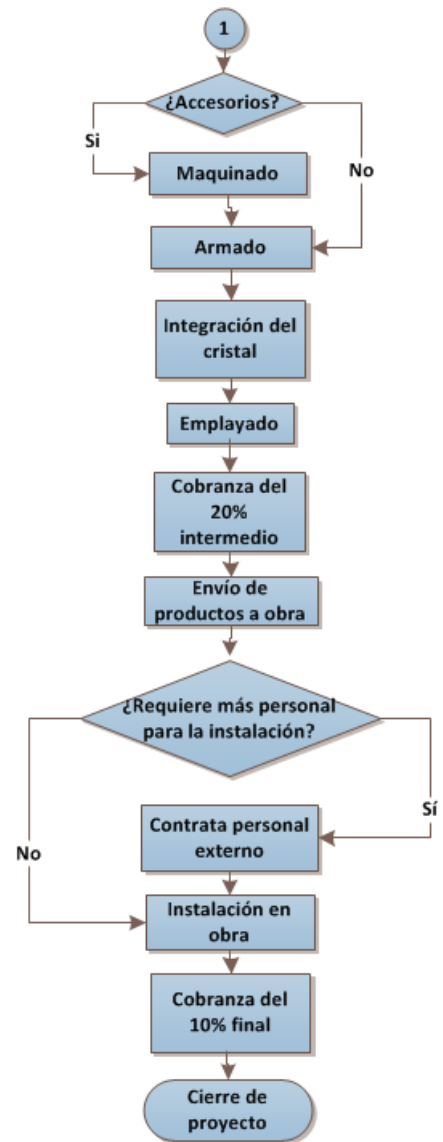 1
¿Accesorios?
Si
Maquinado
No
Armado
Integración del
cristal
Emplayado
Cobranza del
20%
intermedio
Envío de
productos a obra
¿Requiere más personal
para la instalación?
Sí
Contrata personal
externo
No
Instalación en
obra
Cobranza del
10% final
Cierre de
proyecto